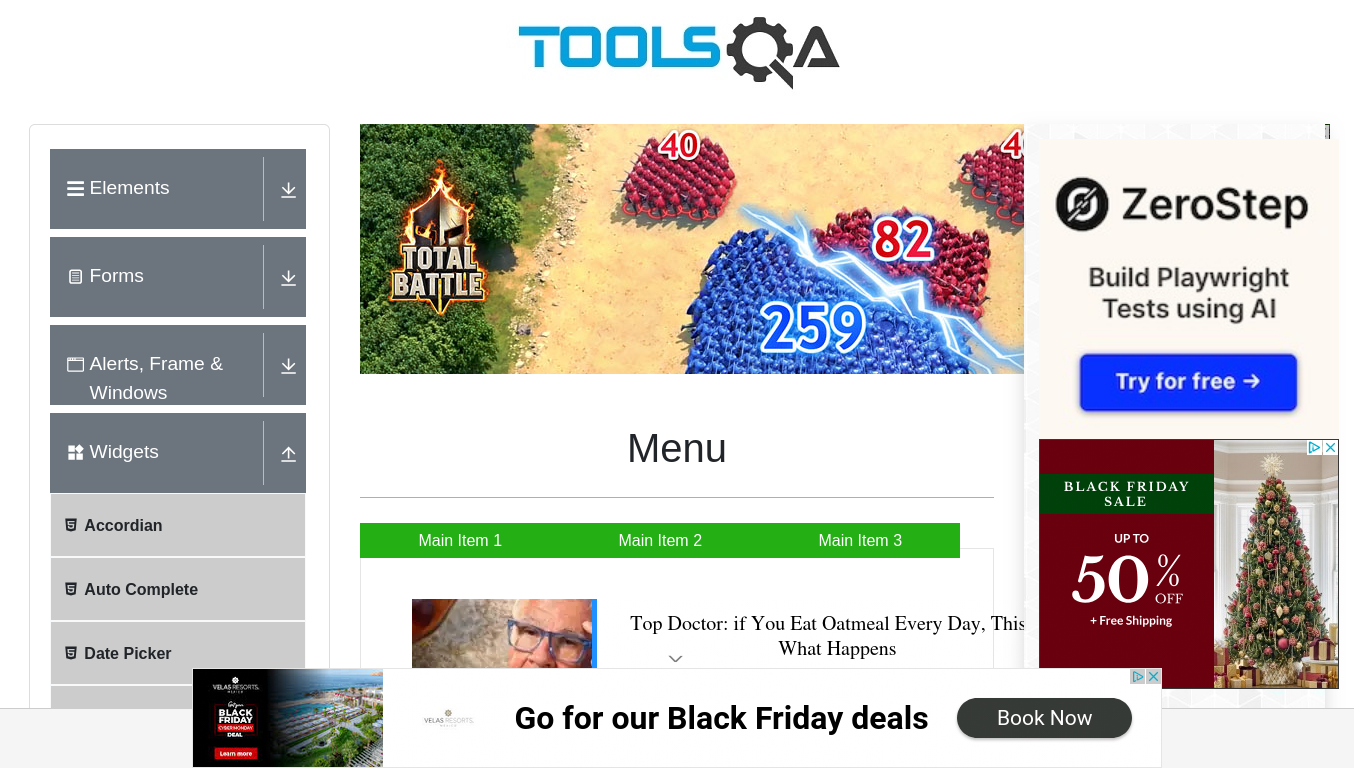 TOOLSQA
Elements
Forms
Alerts, Frame &
Windows
Widgets
Accordian
Auto Complete
Date Picker
40
82
259
TOTAL
BATTLE
Menu
Main Item 1
Main Item 2
Main Item 3
Top Doctor: if You Eat Oatmeal Every Day, This
What Happens
ZeroStep
Build Playwright
Tests using AI
Try for free →
BLACK FRIDAY
SALE
UP TO
50%
OFF
+ Free Shipping
VELAS RESORTS
MEXICO
Get your
BLACK
FRIDAY
CYBER MONDAY
DEAL
Learn more
VELAS RESORTS
Go for our Black Friday deals
Book Now